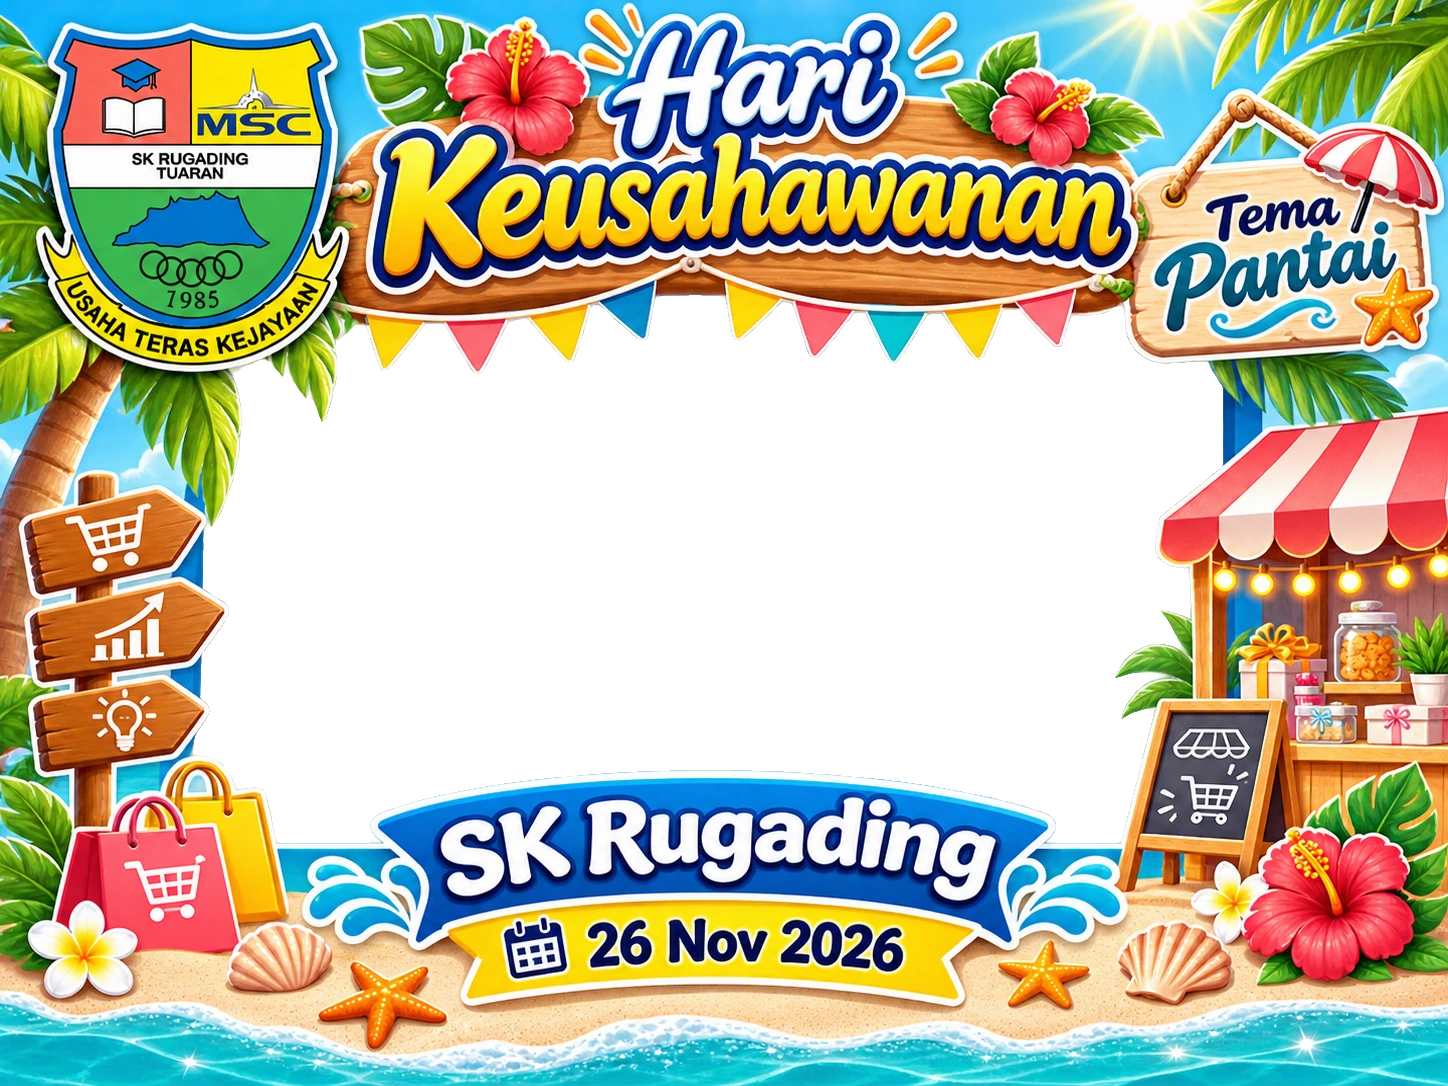 MSC
SK RUGADING
TUARAN
1985
USAHA TERAS KEJAYAAN
Hari
Keusahawanan
Tema
Pantai
SK Rugading
26 Nov 2026